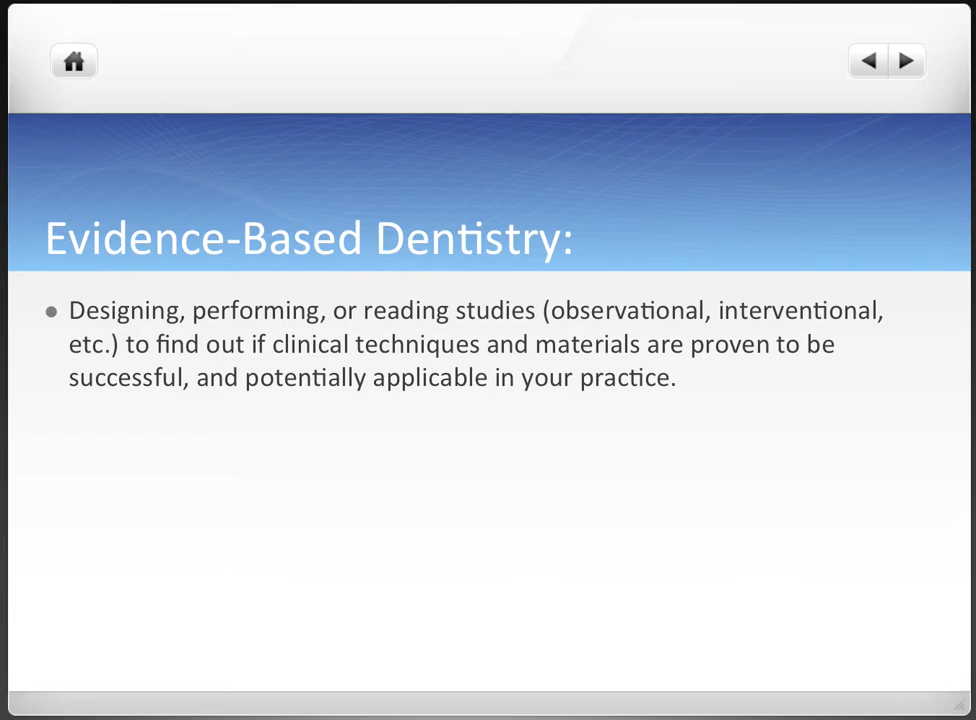 Evidence-Based Dentistry:
Designing, performing, or reading studies (observational, interventional,
etc.) to find out if clinical techniques and materials are proven to be
successful, and potentially applicable in your practice.